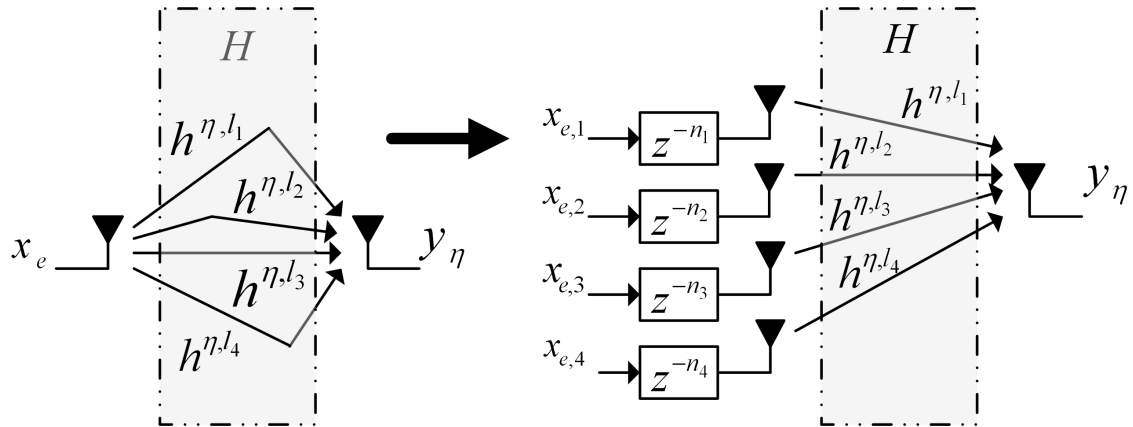 H
h^{η,l_1}
h^{η,l_2}
x_e
y_η
h^{η,l_3}
h^{η,l_4}
H
x_{e,1}
z^{-n_1}
h^{η,l_1}
x_{e,2}
z^{-n_2}
h^{η,l_2}
y_η
x_{e,3}
z^{-n_3}
h^{η,l_3}
x_{e,4}
z^{-n_4}
h^{η,l_4}